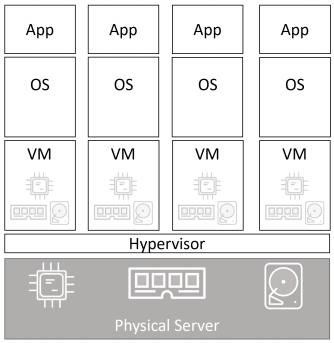 App App App App
OS OS OS OS
VM VM VM VM
Hypervisor
Physical Server